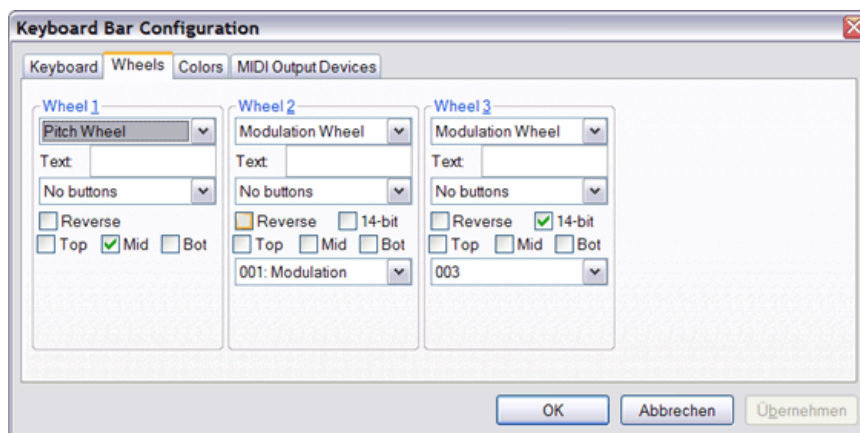 Keyboard Bar Configuration
Keyboard Wheels Colors MIDI Output Devices
Wheel 1 Wheel 2 Wheel 3
Pitch Wheel Modulation Wheel Modulation Wheel
Text Text Text
No buttons No buttons No buttons
Reverse Reverse 14-bit Reverse 14-bit
Top Mid Bot Top Mid Bot Top Mid Bot
001: Modulation 003
OK Abbrechen Übernehmen